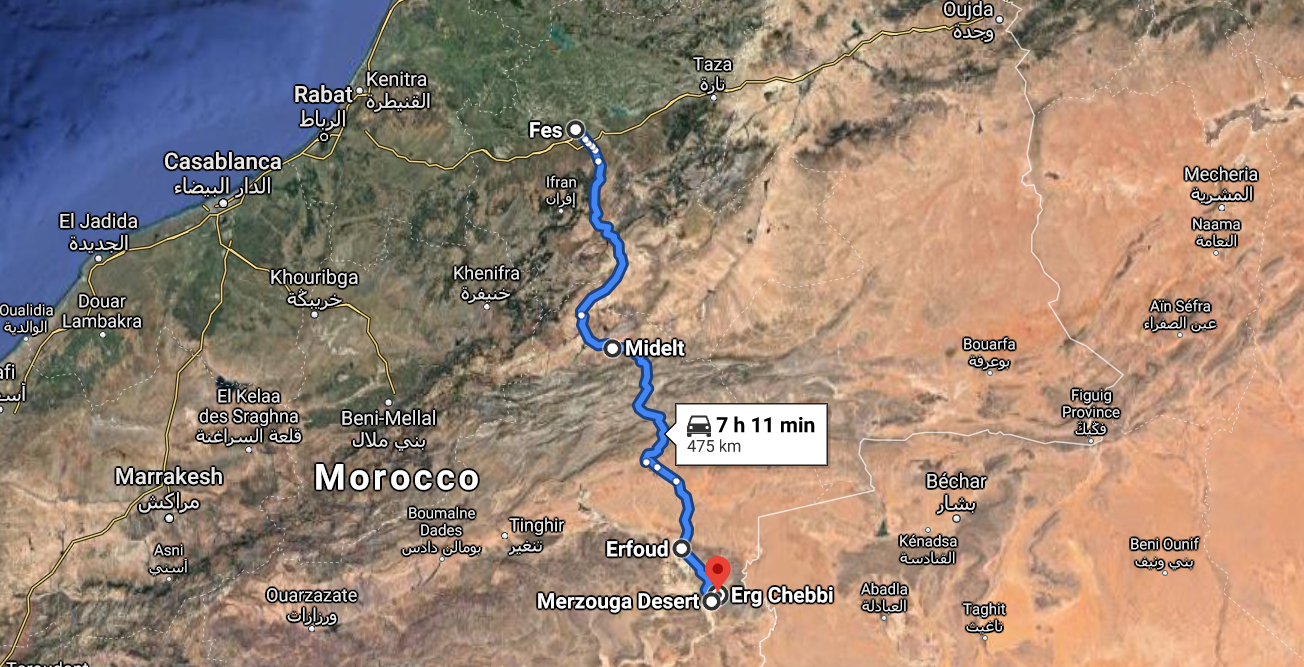 Oujda
وجدة
Taza
تازة
Kenitra
القنيطرة
Rabat
الرباط
Fes
Casablanca
الدار البيضاء
Ifran
إفران
Mecheria
المشرية
Naama
النعامة
El Jadida
الجديدة
Khouribga
خريبݣة
Khenifra
خنيفرة
Oualidia
الوالدية
Douar
Lambakra
Aïn Séfra
عين الصفراء
Midelt
Bouarfa
بوعرفة
afi
El Kelaa
des Sraghna
قلعة السراغنة
Beni-Mellal
بني ملال
Figuig
Province
فݣيݣ
7 h 11 min
475 km
Marrakesh
مراكش
Morocco
Béchar
بشار
Boumalne
Dades
بومالن دادس
Tinghir
تنغير
Erfoud
Kénadsa
القنادسة
Beni Ounif
بني ونيف
Asni
أسني
Merzouga Desert
Erg Chebbi
Ouarzazate
ورزازات
Abadla
العبادلة
Taghit
تاغيت